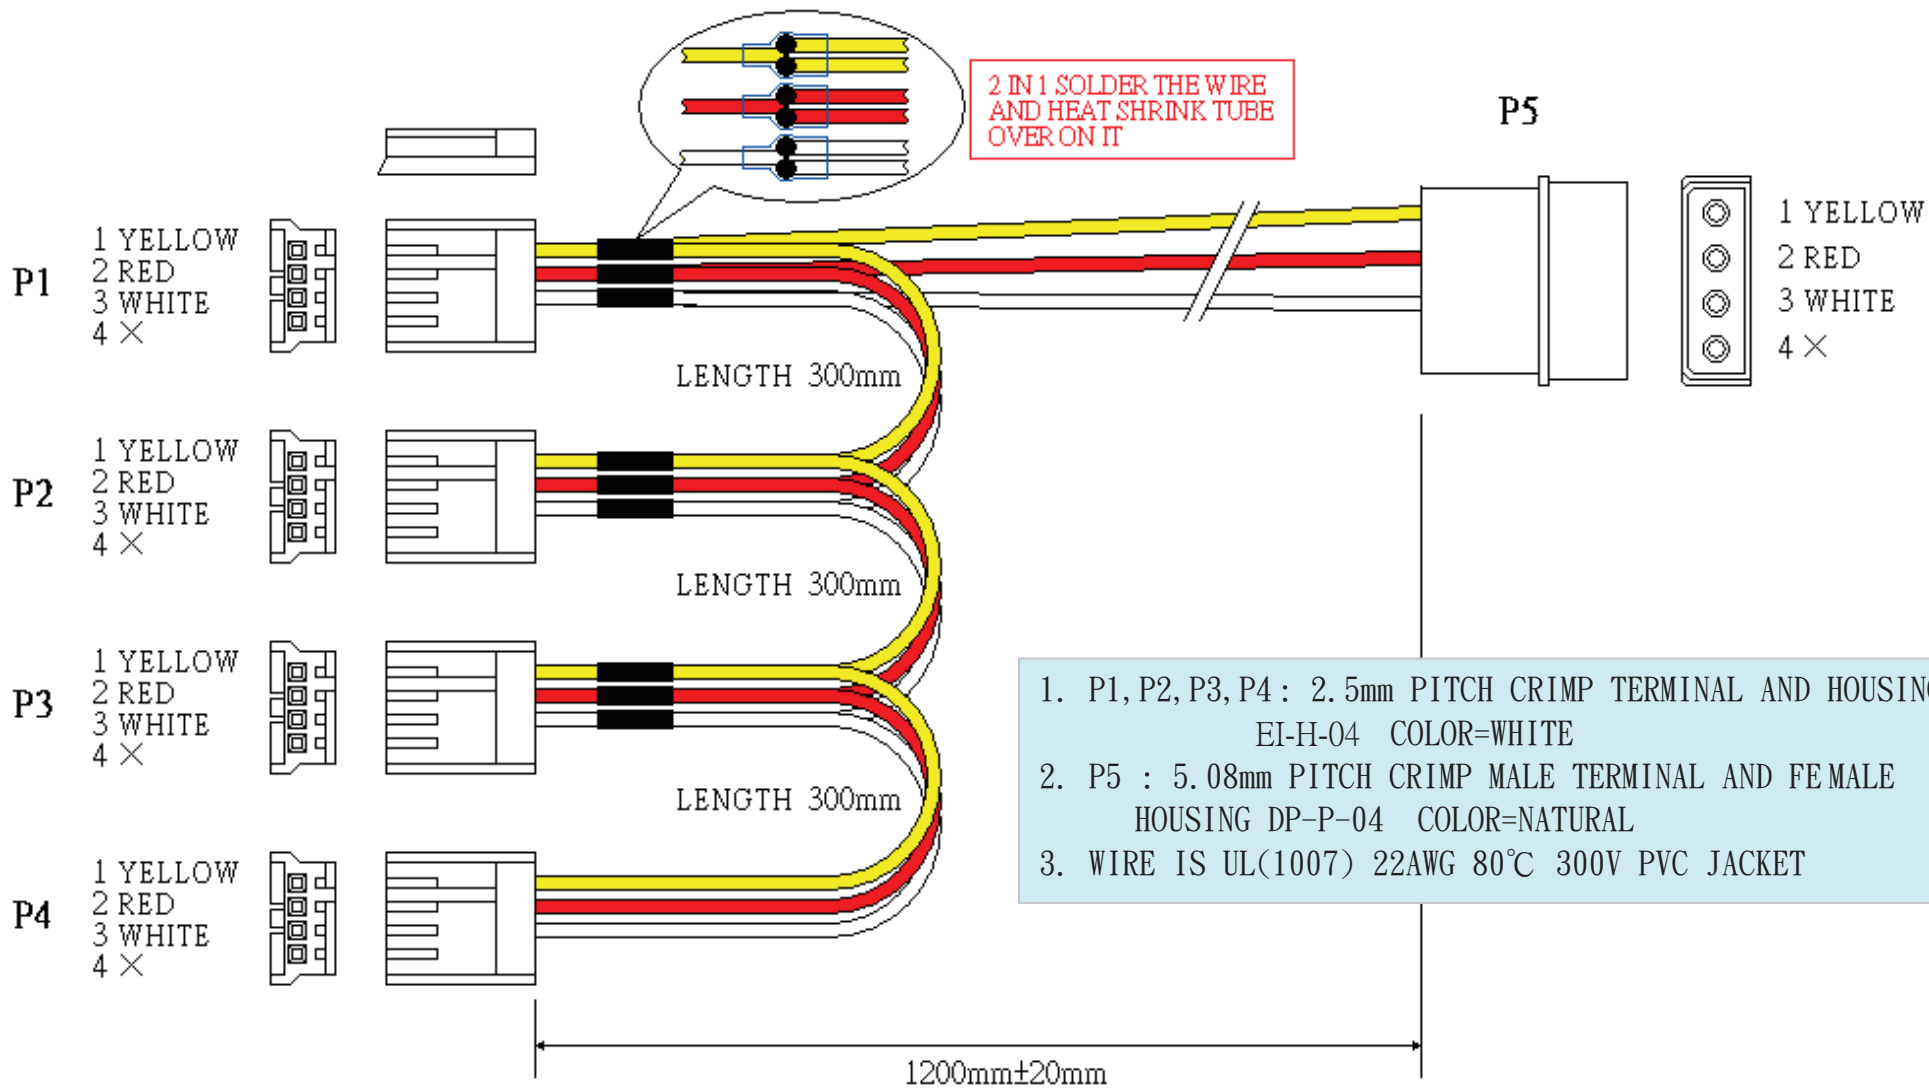 2 IN 1 SOLDER THE WIRE
AND HEAT SHRINK TUBE
OVER ON IT
P5
1 YELLOW
2 RED
3 WHITE
4 ×
P1
1 YELLOW
2 RED
3 WHITE
4 ×
LENGTH 300mm
P2
1 YELLOW
2 RED
3 WHITE
4 ×
LENGTH 300mm
P3
1 YELLOW
2 RED
3 WHITE
4 ×
LENGTH 300mm
P4
1 YELLOW
2 RED
3 WHITE
4 ×
1. P1, P2, P3, P4: 2.5mm PITCH CRIMP TERMINAL AND HOUSING
EI-H-04 COLOR=WHITE
2. P5 : 5.08mm PITCH CRIMP MALE TERMINAL AND FEMALE
HOUSING DP-P-04 COLOR=NATURAL
3. WIRE IS UL(1007) 22AWG 80℃ 300V PVC JACKET
1200mm±20mm